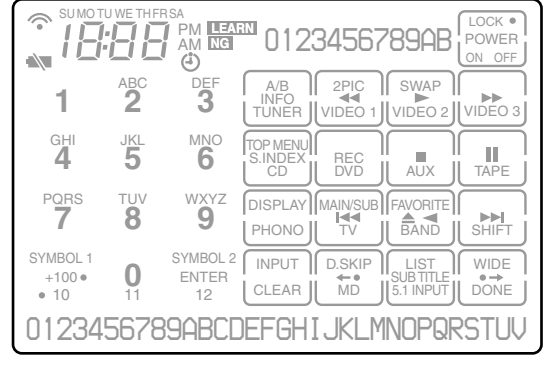 SU MO TU WE TH FR SA
18:88 PM LEARN
AM NG
0123456789AB
LOCK ●
POWER
ON OFF
1
ABC
2
DEF
3
A/B
INFO
TUNER
2PIC
◀◀
VIDEO 1
SWAP
▶
VIDEO 2
▶▶
VIDEO 3
GHI
4
JKL
5
MNO
6
TOP MENU
S.INDEX
CD
REC
DVD
■
AUX
TAPE
PQRS
7
TUV
8
WXYZ
9
DISPLAY
PHONO
MAIN/SUB
TV
FAVORITE
BAND
SHIFT
SYMBOL 1
+100 ●
● 10
0
11
SYMBOL 2
ENTER
12
INPUT
CLEAR
D.SKIP
← ●
MD
LIST
SUB TITLE
5.1 INPUT
WIDE
● →
DONE
0123456789ABCDEFGHIJKLMNOPQRSTUV